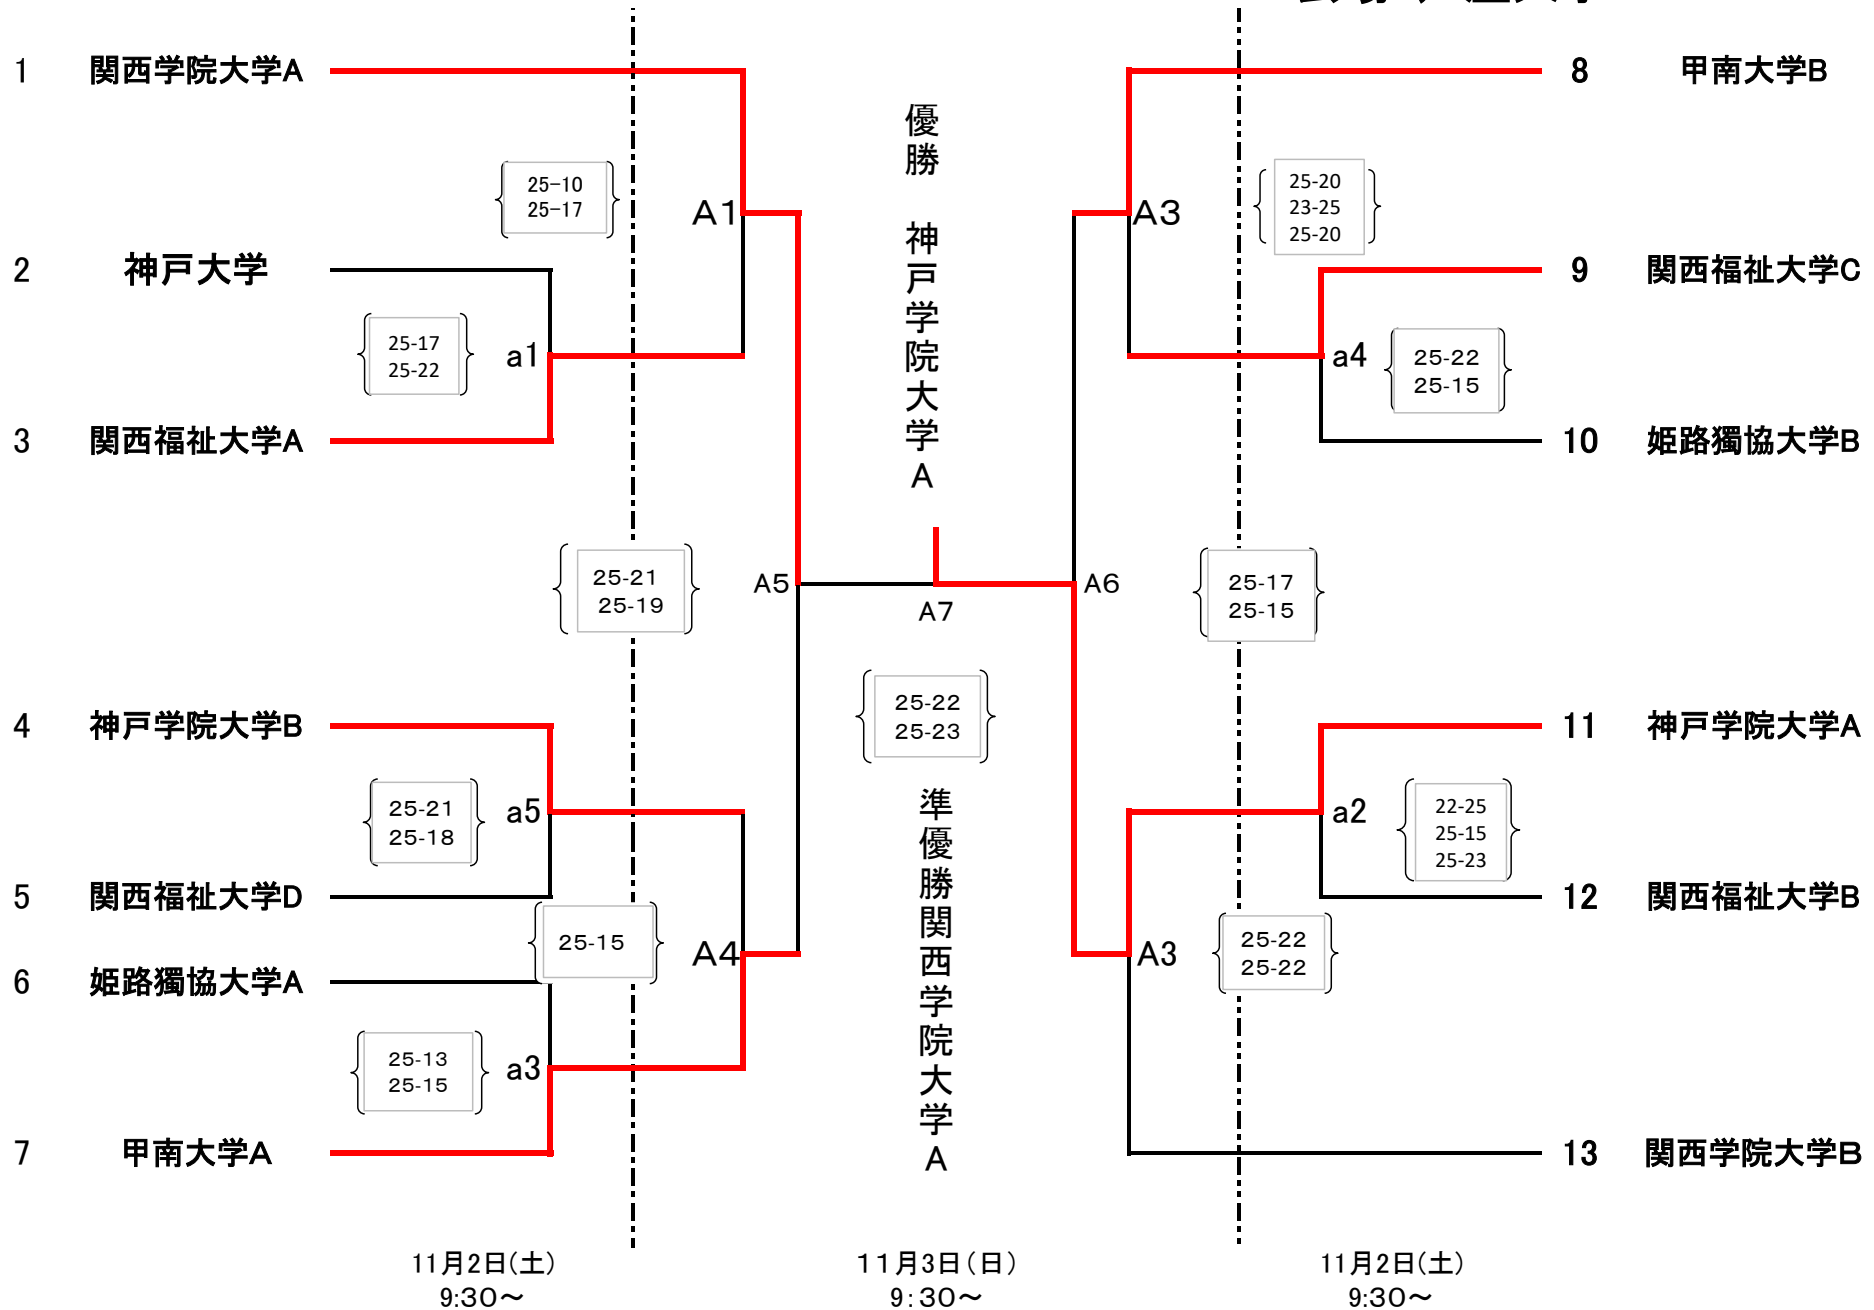 1 関西学院大学A
2 神戸大学
3 関西福祉大学A
4 神戸学院大学B
5 関西福祉大学D
6 姫路獨協大学A
7 甲南大学A
25-10
25-17
A1
25-17
25-22
a1
25-21
25-19
A5
25-21
25-18
a5
25-15
A4
25-13
25-15
a3
優勝 神戸学院大学A
A7
25-22
25-23
準優勝関西学院大学A
A3
25-20
23-25
25-20
a4
25-22
25-15
A6
25-17
25-15
a2
22-25
25-15
25-23
A3
25-22
25-22
8 甲南大学B
9 関西福祉大学C
10 姫路獨協大学B
11 神戸学院大学A
12 関西福祉大学B
13 関西学院大学B
11月2日(土)
9:30～
11月3日(日)
9:30～
11月2日(土)
9:30～